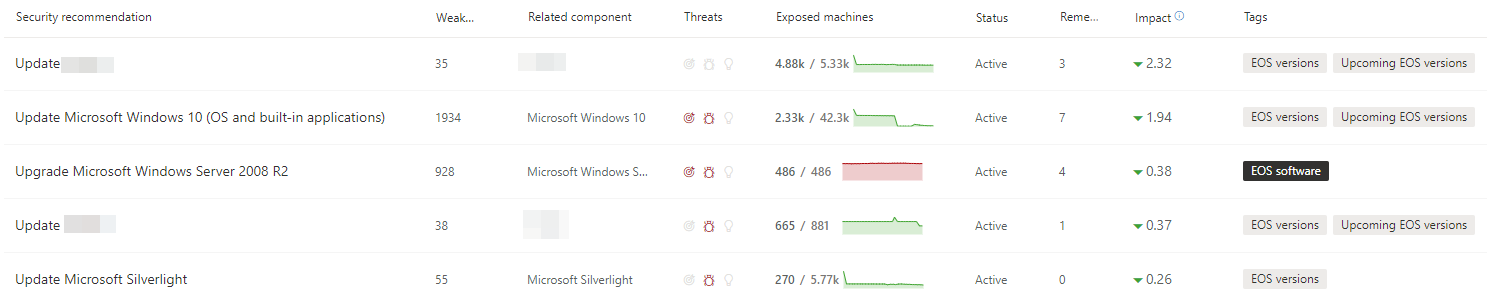 Security recommendation Weak... Related component Threats Exposed machines Status Reme... Impact Tags
Update 35 4.88k / 5.33k Active 3 2.32 EOS versions Upcoming EOS versions
Update Microsoft Windows 10 (OS and built-in applications) 1934 Microsoft Windows 10 2.33k / 42.3k Active 7 1.94 EOS versions Upcoming EOS versions
Upgrade Microsoft Windows Server 2008 R2 928 Microsoft Windows S... 486 / 486 Active 4 0.38 EOS software
Update 38 665 / 881 Active 1 0.37 EOS versions Upcoming EOS versions
Update Microsoft Silverlight 55 Microsoft Silverlight 270 / 5.77k Active 0 0.26 EOS versions